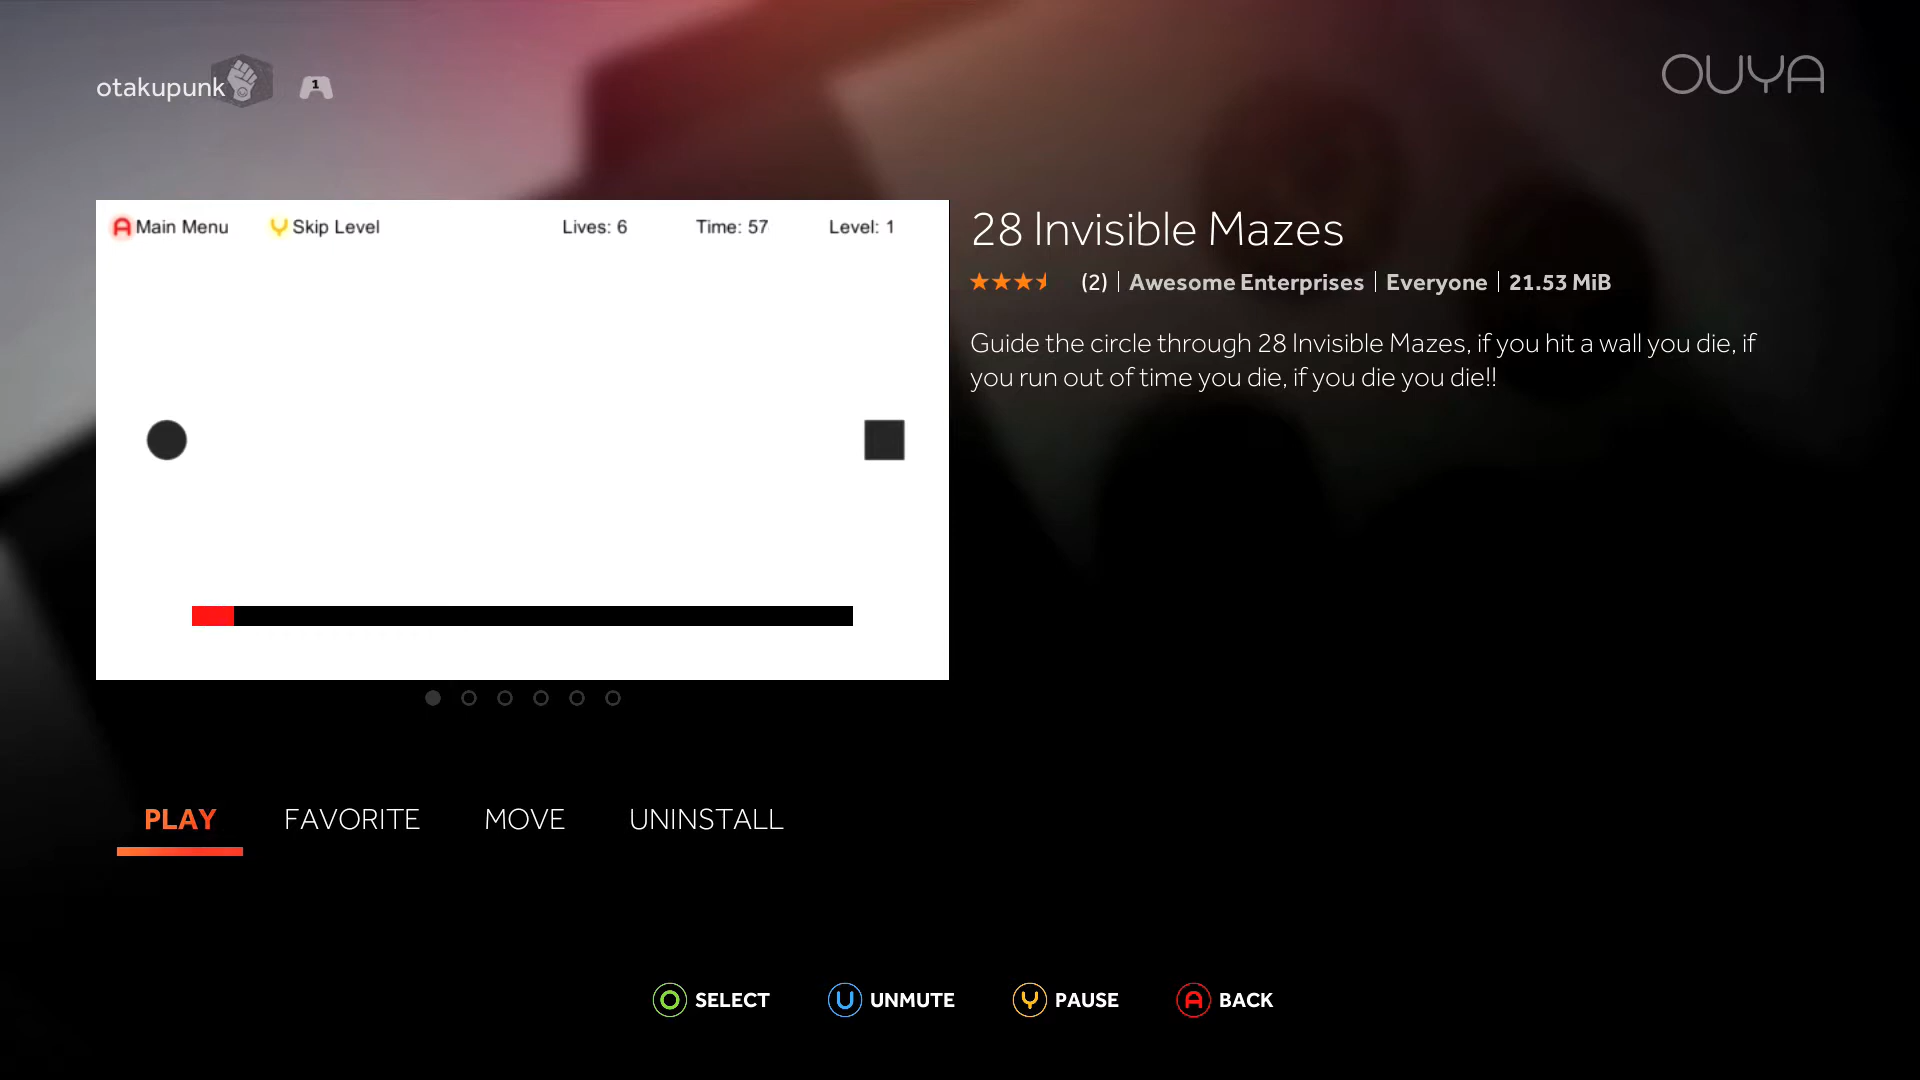 otakupunk
1
OUYA
A Main Menu Y Skip Level Lives: 6 Time: 57 Level: 1
28 Invisible Mazes
(2) | Awesome Enterprises | Everyone | 21.53 MiB
Guide the circle through 28 Invisible Mazes, if you hit a wall you die, if
you run out of time you die, if you die you die!!
PLAY FAVORITE MOVE UNINSTALL
O SELECT U UNMUTE Y PAUSE A BACK